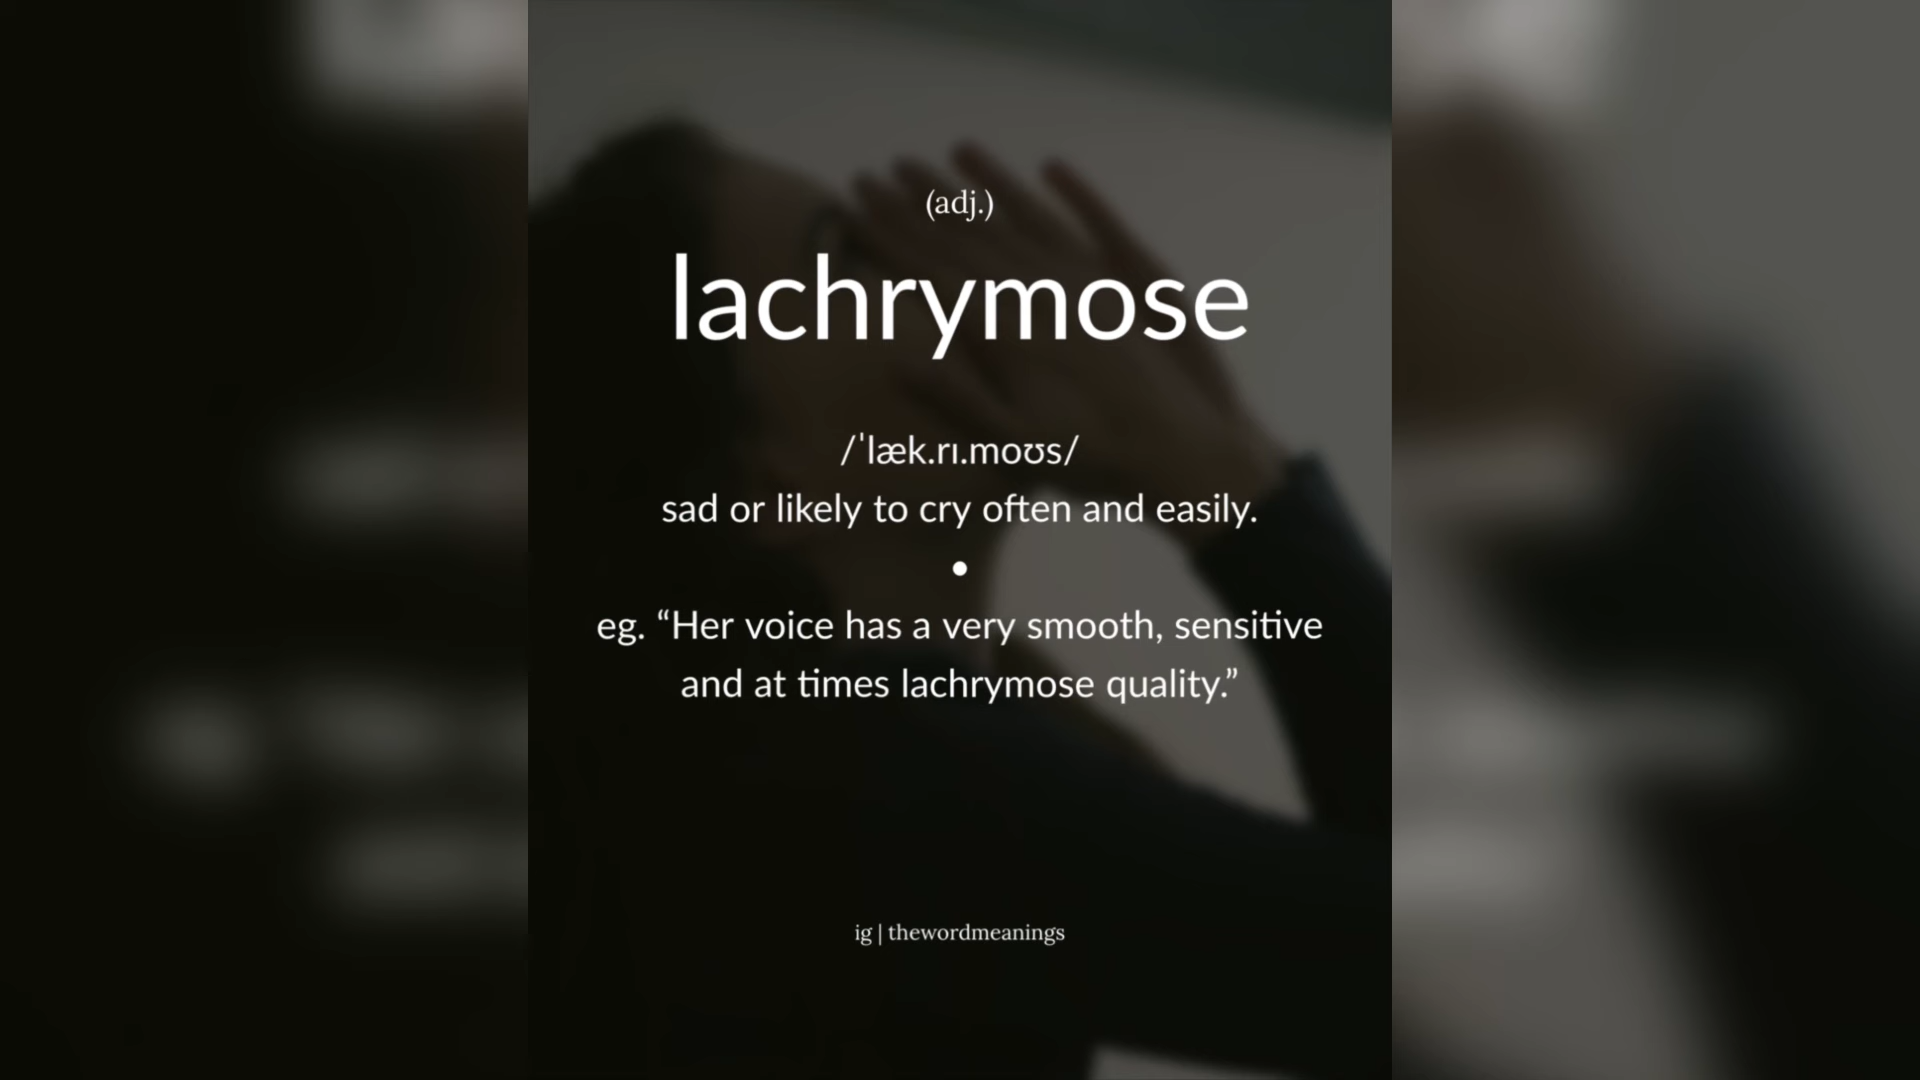 (adj.)
lachrymose
/ˈlæk.rɪ.moʊs/
sad or likely to cry often and easily.
•
eg. “Her voice has a very smooth, sensitive
and at times lachrymose quality.”
ig | thewordmeanings